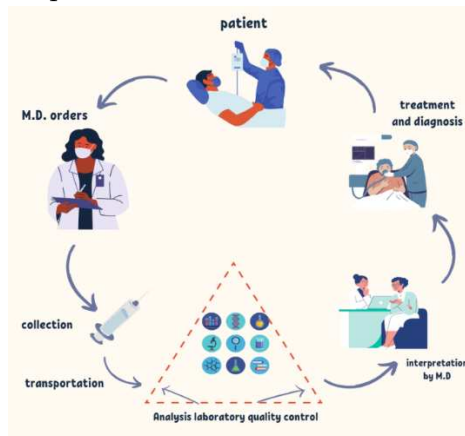 patient
M.D. orders
treatment
and diagnosis
collection
transportation
Analysis laboratory quality control
interpretation
by M.D